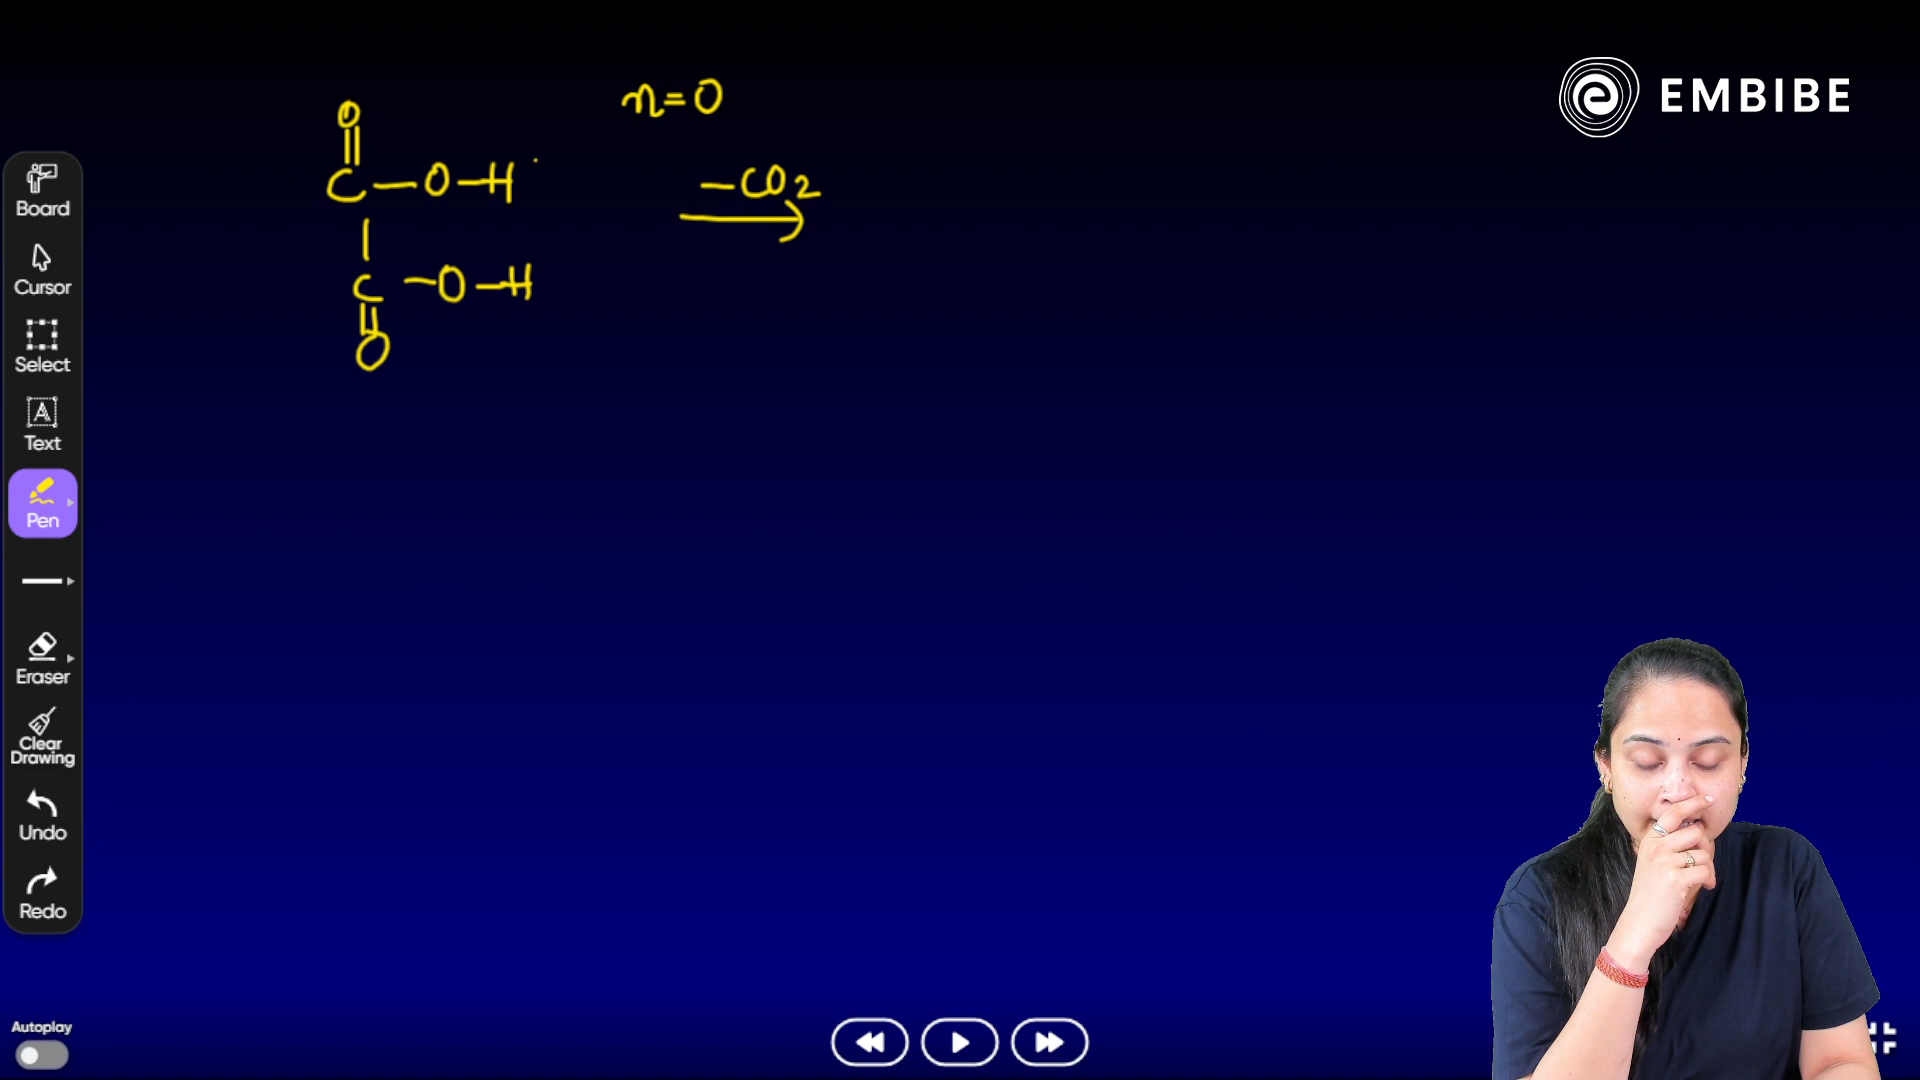 EMBIBE
n=0
O
C-O-H
-CO2
C-O-H
O
Board
Cursor
Select
Text
Pen
Eraser
Clear
Drawing
Undo
Redo
Autoplay